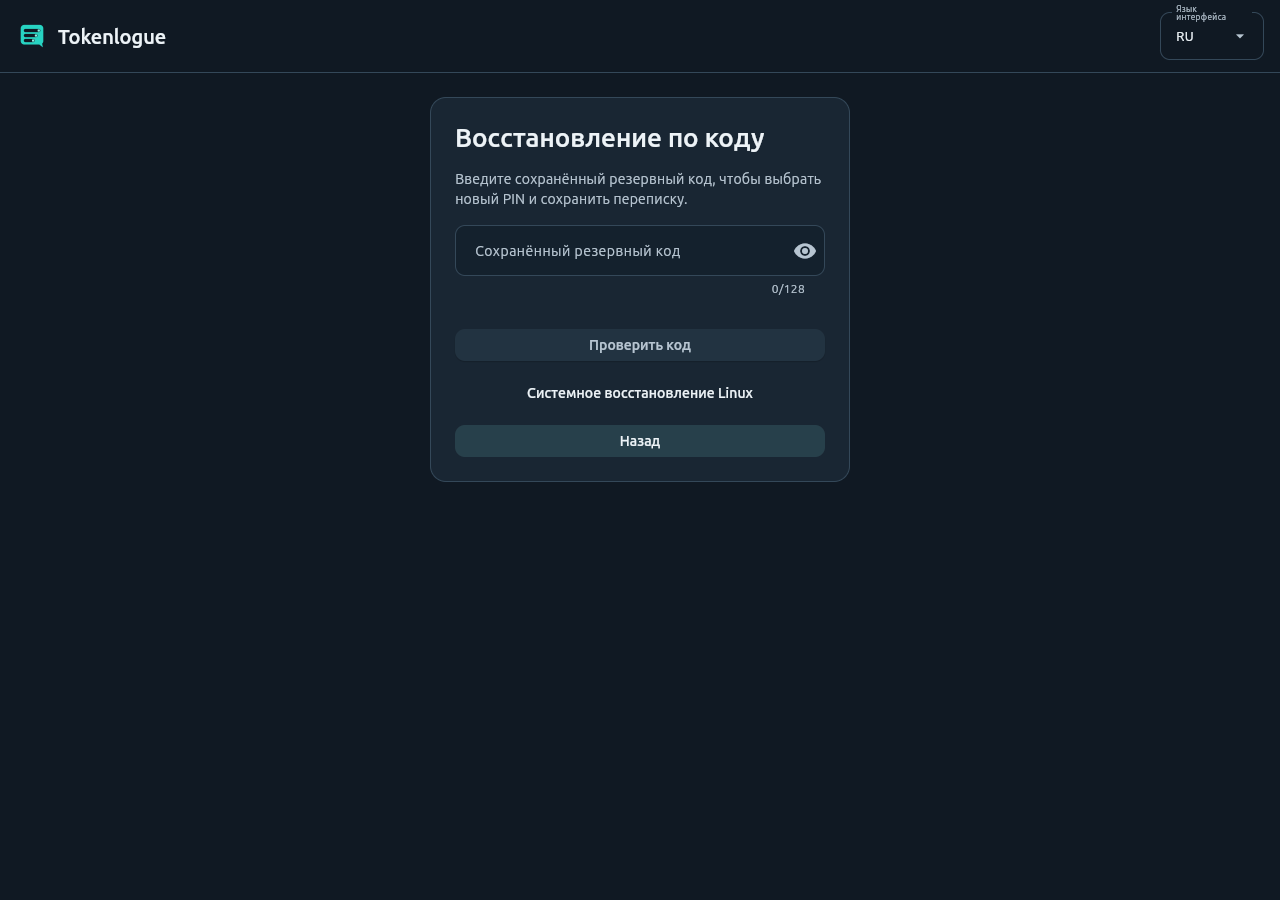 Tokenlogue
Язык
интерфейса
RU
Восстановление по коду
Введите сохранённый резервный код, чтобы выбрать
новый PIN и сохранить переписку.
Сохранённый резервный код
0/128
Проверить код
Системное восстановление Linux
Назад